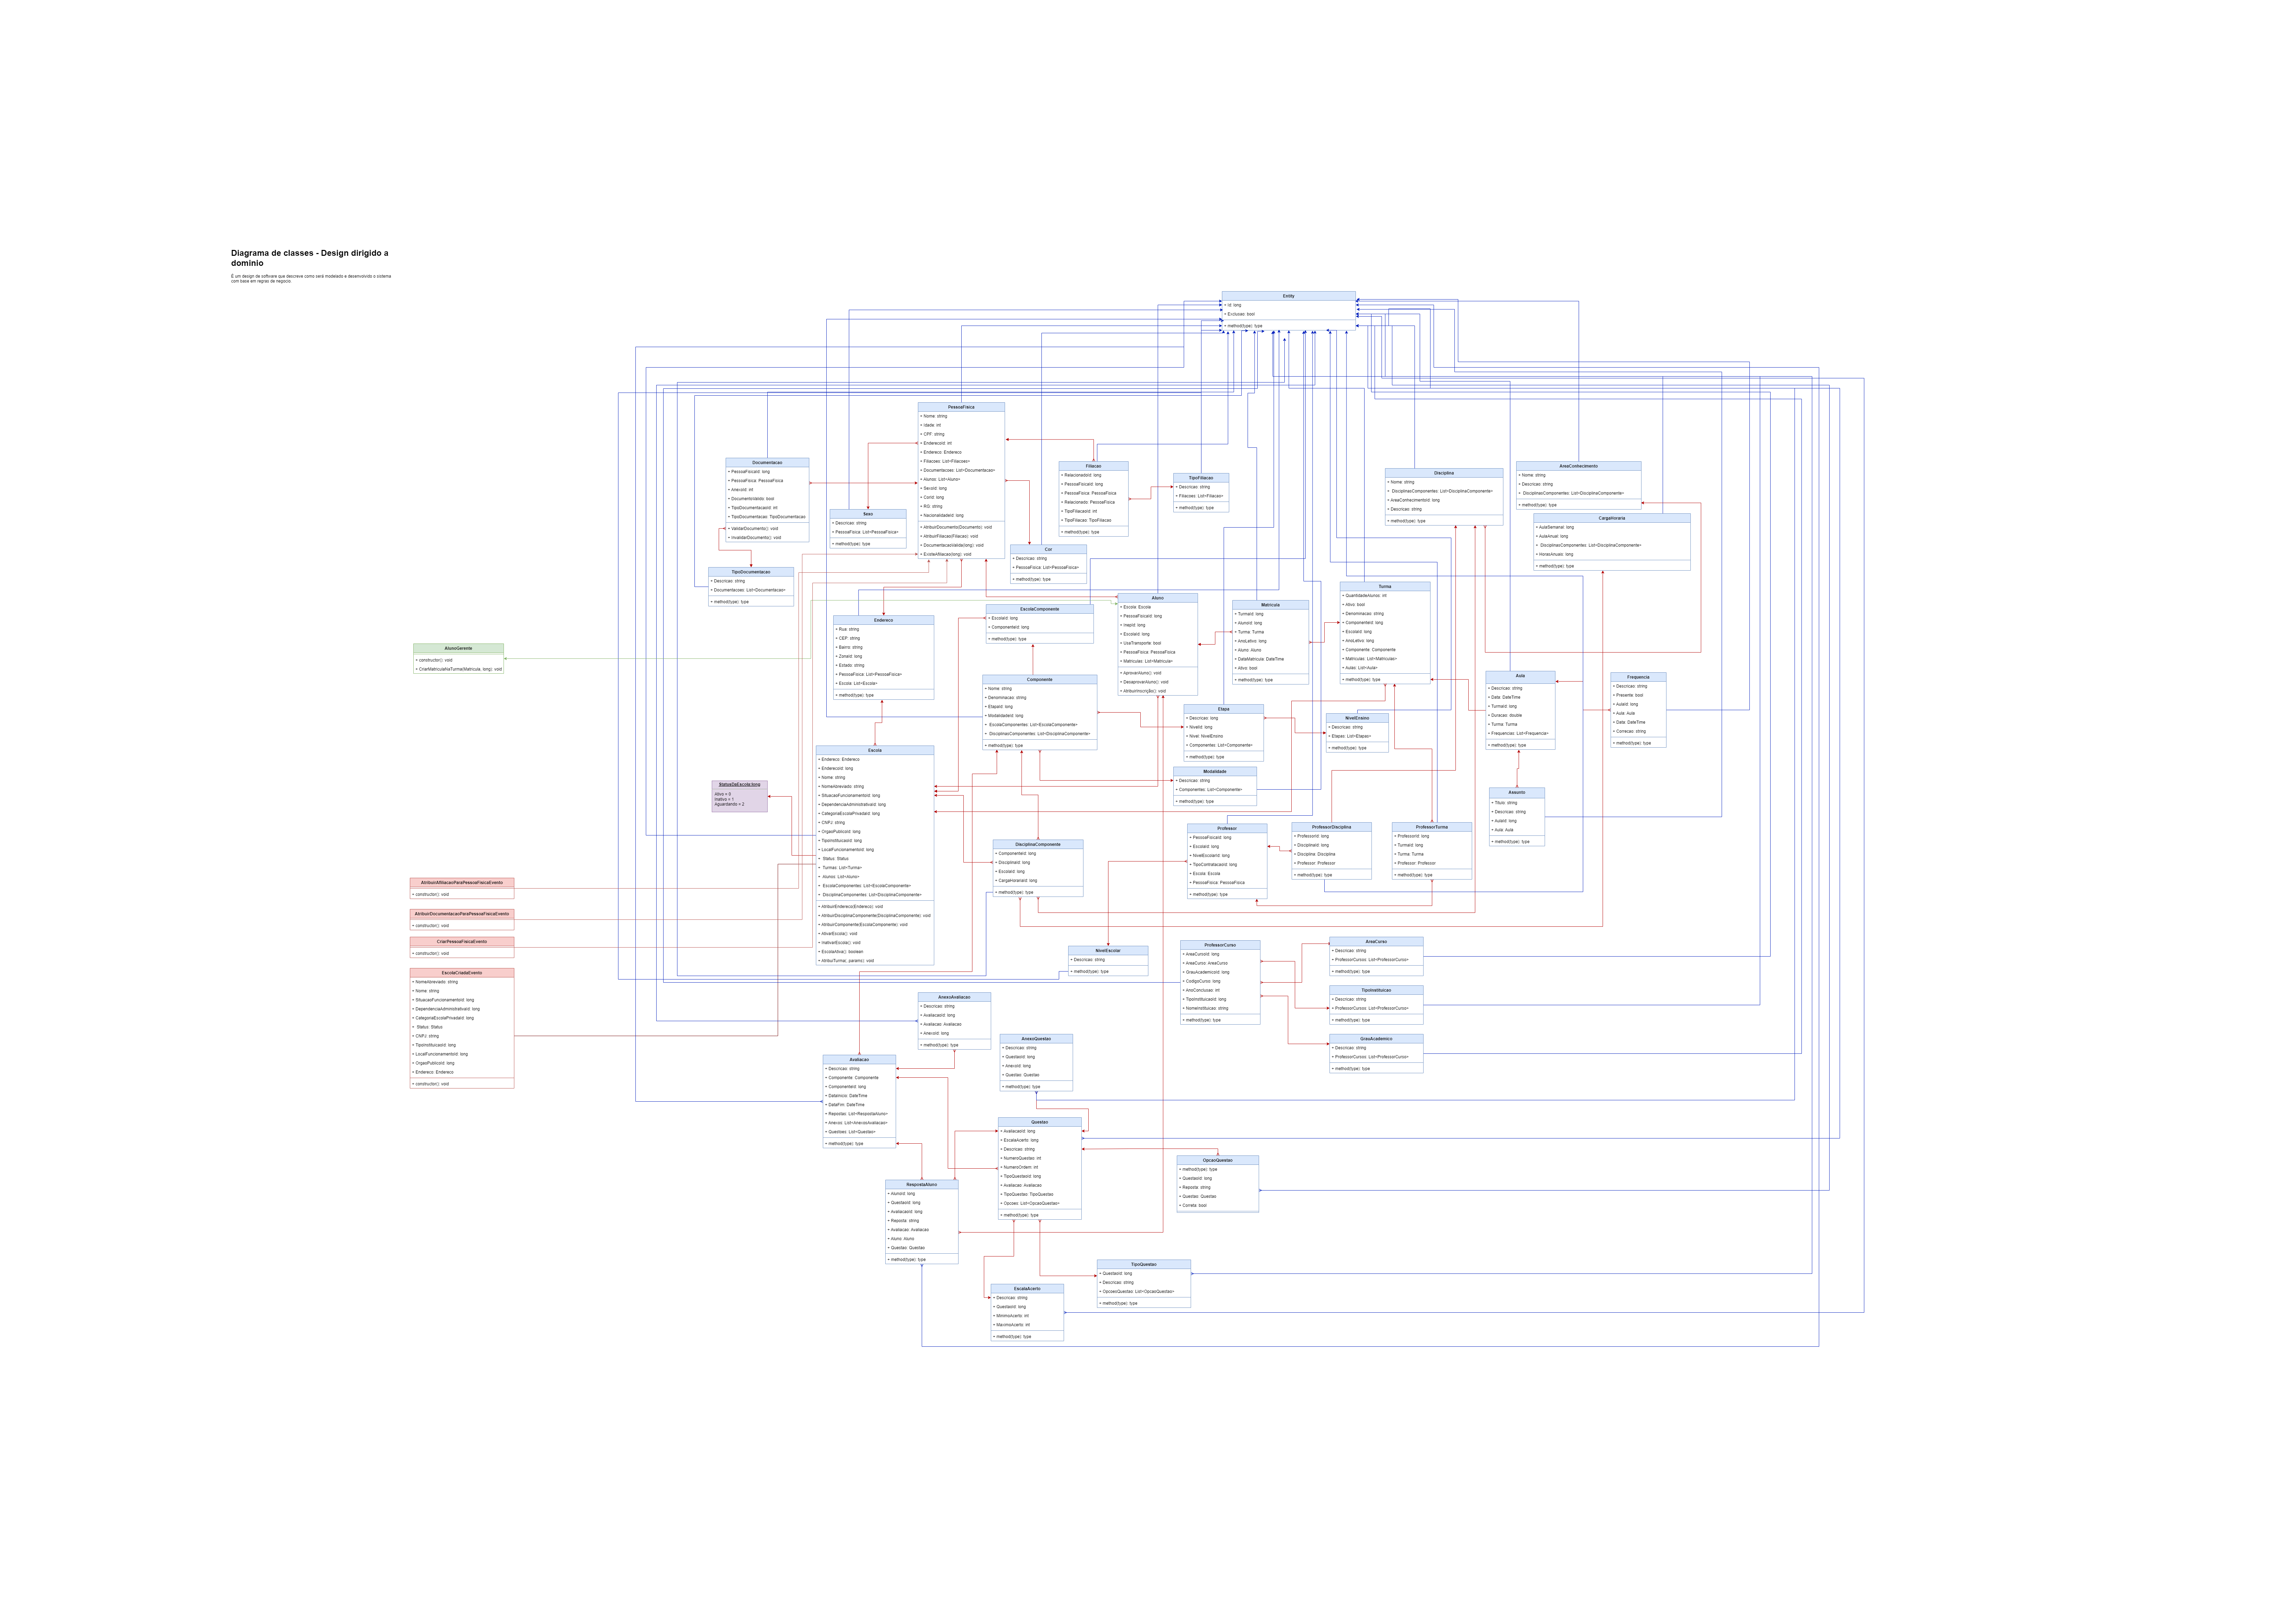 Diagrama de classes - Design dirigido a
dominio
É um design de software que descreve como será modelado e desenvolvido o sistema
com base em regras de negocio
Entity
+ Id: long
+ Exclusao: bool
+ method(type): type
PessoaFisica
+ Nome: string
+ Idade: int
+ CPF: string
+ EnderecoId: int
+ Endereco: Endereco
+ Filiacoes: List<Filiacoes>
+ Documentacoes: List<Documentacao>
+ Alunos: List<Aluno>
+ SexoId: long
+ CorId: long
+ RG: string
+ NacionalidadeId: long
+ AtribuirDocumento(Documento): void
+ AtribuirFiliacao(Filiacao): void
+ DocumentacaoValida(long): void
+ ExisteAfiliacao(long): void
Documentacao
+ PessoaFisicaId: long
+ PessoaFisica: PessoaFisica
+ AnexoId: int
+ DocumentoValido: bool
+ TipoDocumentacaoId: int
+ TipoDocumentacao: TipoDocumentacao
+ ValidarDocumento(): void
+ InvalidarDocumento(): void
Sexo
+ Descricao: string
+ PessoaFisica: List<PessoaFisica>
+ method(type): type
Filiacao
+ RelacionadoId: long
+ PessoaFisicaId: long
+ PessoaFisica: PessoaFisica
+ Relacionado: PessoaFisica
+ TipoFiliacaoId: int
+ TipoFiliacao: TipoFiliacao
+ method(type): type
TipoFiliacao
+ Descricao: string
+ Filiacoes: List<Filiacao>
+ method(type): type
Disciplina
+ Nome: string
+ DisciplinasComponentes: List<DisciplinaComponente>
+ AreaConhecimentoId: long
+ Descricao: string
+ method(type): type
AreaConhecimento
+ Nome: string
+ Descricao: string
+ DisciplinasComponentes: List<DisciplinaComponente>
+ method(type): type
CargaHoraria
+ AulaSemanal: long
+ AulaAnual: long
+ DisciplinasComponentes: List<DisciplinaComponente>
+ HorasAnuais: long
+ method(type): type
Cor
+ Descricao: string
+ PessoaFisica: List<PessoaFisica>
+ method(type): type
TipoDocumentacao
+ Descricao: string
+ Documentacoes: List<Documentacao>
+ method(type): type
Endereco
+ Rua: string
+ CEP: string
+ Bairro: string
+ ZonaId: long
+ Estado: string
+ PessoaFisica: List<PessoaFisica>
+ Escola: List<Escola>
+ method(type): type
EscolaComponente
+ EscolaId: long
+ ComponenteId: long
+ method(type): type
Aluno
+ Escola: Escola
+ PessoaFisicaId: long
+ InepId: long
+ EscolaId: long
+ UsaTransporte: bool
+ PessoaFisica: PessoaFisica
+ Matriculas: List<Matricula>
+ AprovarAluno(): void
+ DesaprovarAluno(): void
+ AtribuirInscrição(): void
Matricula
+ TurmaId: long
+ AlunoId: long
+ Turma: Turma
+ AnoLetivo: long
+ Aluno: Aluno
+ DataMatricula: DateTime
+ Ativo: bool
+ method(type): type
Turma
+ QuantidadeAlunos: int
+ Ativo: bool
+ Denominacao: string
+ ComponenteId: long
+ EscolaId: long
+ AnoLetivo: long
+ Componente: Componente
+ Matriculas: List<Matriculas>
+ Aulas: List<Aula>
+ method(type): type
AlunoGerente
+ constructor(): void
+ CriarMatriculaNaTurma(Matricula, long): void
Componente
+ Nome: string
+ Denominacao: string
+ EtapaId: long
+ ModalidadeId: long
+ EscolaComponentes: List<EscolaComponente>
+ DisciplinasComponentes: List<DisciplinaComponente>
+ method(type): type
Etapa
+ Descricao: long
+ NivelId: long
+ Nivel: NivelEnsino
+ Componentes: List<Componente>
+ method(type): type
NivelEnsino
+ Descricao: string
+ Etapas: List<Etapas>
+ method(type): type
Aula
+ Descricao: string
+ Data: DateTime
+ TurmaId: long
+ Duracao: double
+ Turma: Turma
+ Frequencias: List<Frequencia>
+ method(type): type
Frequencia
+ Descricao: string
+ Presente: bool
+ AulaId: long
+ Aula: Aula
+ Data: DateTime
+ Correcao: string
+ method(type): type
Escola
+ Endereco: Endereco
+ EnderecoId: long
+ Nome: string
+ NomeAbreviado: string
+ SituacaoFuncionamentoId: long
+ DependenciaAdministrativaId: long
+ CategoriaEscolaPrivadaId: long
+ CNPJ: string
+ OrgaoPublicoId: long
+ TipoInstituicaoId: long
+ LocalFuncionamentoId: long
+ Status: Status
+ Turmas: List<Turma>
+ Alunos: List<Aluno>
+ EscolaComponentes: List<EscolaComponente>
+ DisciplinaComponentes: List<DisciplinaComponente>
+ AtribuirEndereco(Endereco): void
+ AtribuirDisciplinaComponente(DisciplinaComponente): void
+ AtribuirComponente(EscolaComponente): void
+ AtivarEscola(): void
+ InativarEscola(): void
+ EscolaAtiva(): boolean
+ AtribuirTurma(: params): void
StatusDaEscola:long
Ativo = 0
Inativo = 1
Aguardando = 2
Modalidade
+ Descricao: string
+ Componentes: List<Componente>
+ method(type): type
Assunto
+ Titulo: string
+ Descricao: string
+ AulaId: long
+ Aula: Aula
+ method(type): type
Professor
+ PessoaFisicaId: long
+ EscolaId: long
+ NivelEscolarId: long
+ TipoContratacaoId: long
+ Escola: Escola
+ PessoaFisica: PessoaFisica
+ method(type): type
ProfessorDisciplina
+ ProfessorId: long
+ DisciplinaId: long
+ Disciplina: Disciplina
+ Professor: Professor
+ method(type): type
ProfessorTurma
+ ProfessorId: long
+ TurmaId: long
+ Turma: Turma
+ Professor: Professor
+ method(type): type
DisciplinaComponente
+ ComponenteId: long
+ DisciplinaId: long
+ EscolaId: long
+ CargaHorariaId: long
+ method(type): type
AtribuirAfiliacaoParaPessoaFisicaEvento
+ constructor(): void
AtribuirDocumentacaoParaPessoaFisicaEvento
+ constructor(): void
CriarPessoaFisicaEvento
+ constructor(): void
EscolaCriadaEvento
+ NomeAbreviado: string
+ Nome: string
+ SituacaoFuncionamentoId: long
+ DependenciaAdministrativaId: long
+ CategoriaEscolaPrivadaId: long
+ Status: Status
+ CNPJ: string
+ TipoInstituicaoId: long
+ LocalFuncionamentoId: long
+ OrgaoPublicoId: long
+ Endereco: Endereco
+ constructor(): void
NivelEscolar
+ Descricao: string
+ method(type): type
ProfessorCurso
+ AreaCursoId: long
+ AreaCurso: AreaCurso
+ GrauAcademicoId: long
+ CodigoCurso: long
+ AnoConclusao: int
+ TipoInstituicaoId: long
+ NomeInstituicao: string
+ method(type): type
AreaCurso
+ Descricao: string
+ ProfessorCursos: List<ProfessorCurso>
+ method(type): type
TipoInstituicao
+ Descricao: string
+ ProfessorCursos: List<ProfessorCurso>
+ method(type): type
GrauAcademico
+ Descricao: string
+ ProfessorCursos: List<ProfessorCurso>
+ method(type): type
AnexoAvaliacao
+ Descricao: string
+ AvaliacaoId: long
+ Avaliacao: Avaliacao
+ AnexoId: long
+ method(type): type
AnexoQuestao
+ Descricao: string
+ QuestaoId: long
+ AnexoId: long
+ Questao: Questao
+ method(type): type
Avaliacao
+ Descricao: string
+ Componente: Componente
+ ComponenteId: long
+ DataInicio: DateTime
+ DataFim: DateTime
+ Repostas: List<RespostaAluno>
+ Anexos: List<AnexosAvaliacao>
+ Questoes: List<Questao>
+ method(type): type
Questao
+ AvaliacaoId: long
+ EscalaAcerto: long
+ Descricao: string
+ NumeroQuestao: int
+ NumeroOrdem: int
+ TipoQuestaoId: long
+ Avaliacao: Avaliacao
+ TipoQuestao: TipoQuestao
+ Opcoes: List<OpcaoQuestao>
+ method(type): type
OpcaoQuestao
+ method(type): type
+ QuestaoId: long
+ Reposta: string
+ Questao: Questao
+ Correta: bool
RespostaAluno
+ AlunoId: long
+ QuestaoId: long
+ AvaliacaoId: long
+ Reposta: string
+ Avaliacao: Avaliacao
+ Aluno: Aluno
+ Questao: Questao
+ method(type): type
TipoQuestao
+ QuestaoId: long
+ Descricao: string
+ OpcoesQuestao: List<OpcaoQuestao>
+ method(type): type
EscalaAcerto
+ Descricao: string
+ QuestaoId: long
+ MinimoAcerto: int
+ MaximoAcerto: int
+ method(type): type